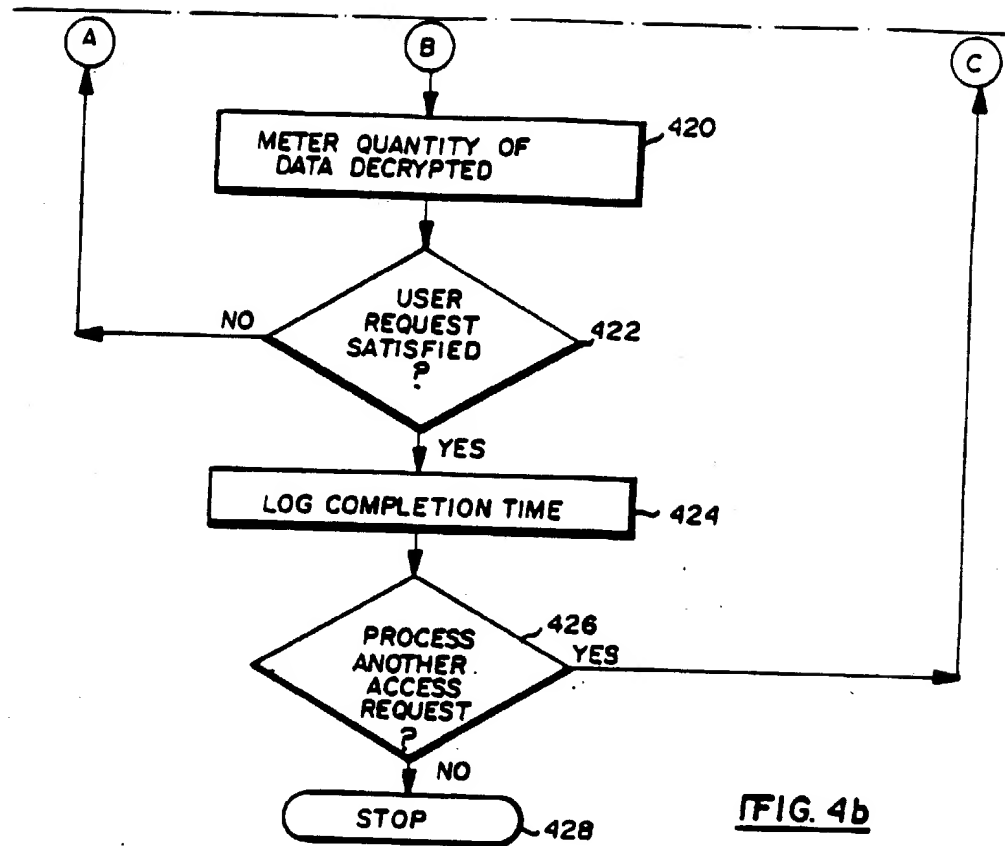 A
B
C
METER QUANTITY OF
DATA DECRYPTED
420
USER
REQUEST
SATISFIED
?
422
NO
YES
LOG COMPLETION TIME
424
PROCESS
ANOTHER
ACCESS
REQUEST
?
426
YES
NO
STOP
428
FIG. 4b